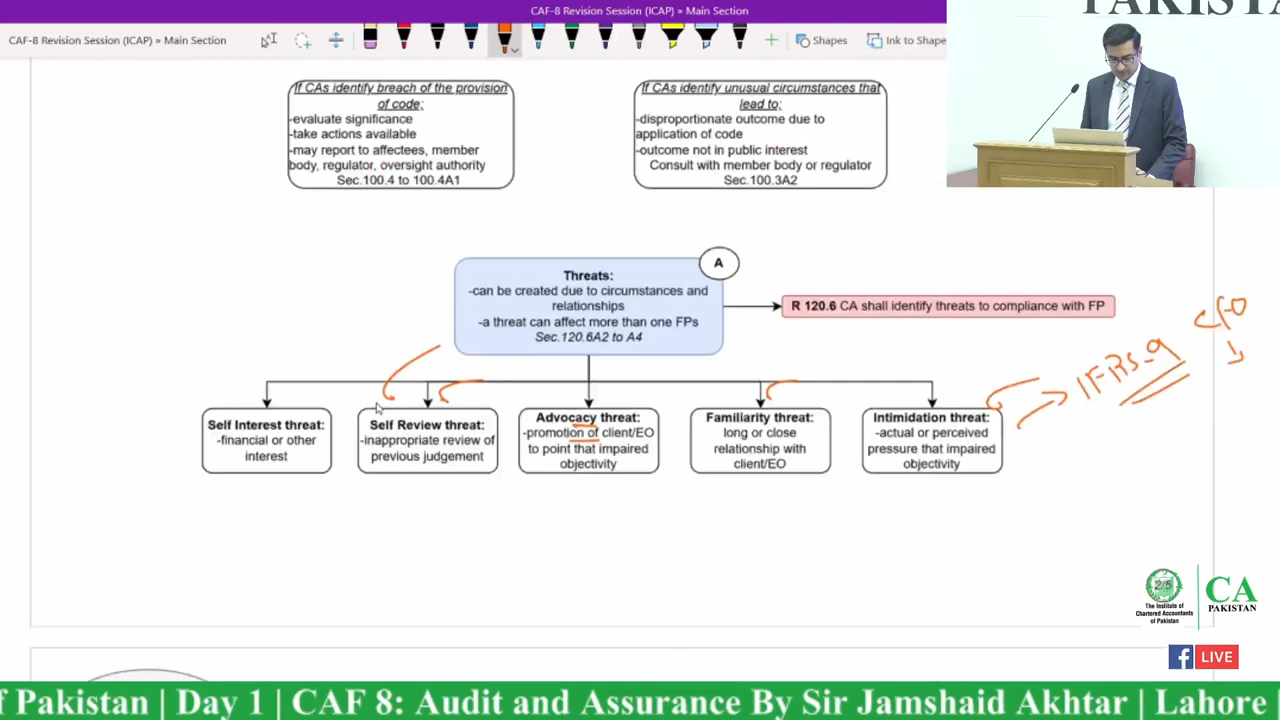 CAF-8 Revision Session (ICAP)
PAKISTAN
CAF-8 Revision Session (ICAP) » Main Section
Shapes
Ink to Shape
If CAs identify breach of the provision
of code;
-evaluate significance
-take actions available
-may report to affectees, member
body, regulator, oversight authority
Sec.100.4 to 100.4A1
If CAs identify unusual circumstances that
lead to;
-disproportionate outcome due to
application of code
-outcome not in public interest
Consult with member body or regulator
Sec.100.3A2
A
Threats:
-can be created due to circumstances and
relationships
-a threat can affect more than one FPs
Sec.120.6A2 to A4
R 120.6 CA shall identify threats to compliance with FP
CFO
IFRS-9
Self Interest threat:
-financial or other
interest
Self Review threat:
-inappropriate review of
previous judgement
Advocacy threat:
-promotion of client/EO
to point that impaired
objectivity
Familiarity threat:
long or close
relationship with
client/EO
Intimidation threat:
-actual or perceived
pressure that impaired
objectivity
The Institute of
Chartered Accountants
of Pakistan
CA
PAKISTAN
f LIVE
f Pakistan | Day 1 | CAF 8: Audit and Assurance By Sir Jamshaid Akhtar | Lahore